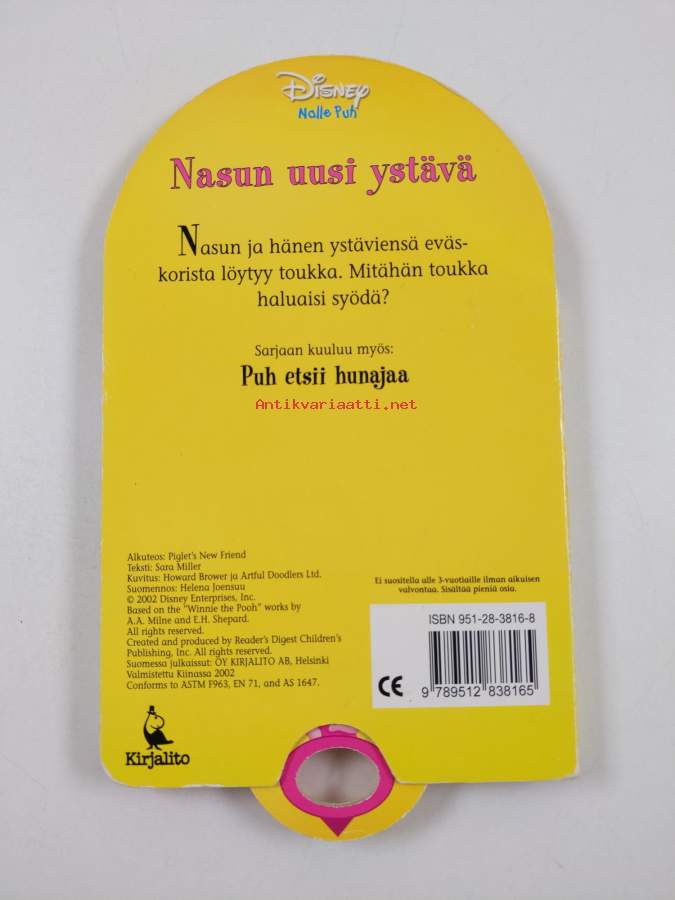 Disney
Nalle Puh
Nasun uusi ystävä
Nasun ja hänen ystäviensä eväs-
korista löytyy toukka. Mitähän toukka
haluaisi syödä?
Sarjaan kuuluu myös:
Puh etsii hunajaa
Antikvariaatti.net
Alkuteos: Piglet's New Friend
Teksti: Sara Miller
Kuvitus: Howard Brower ja Artful Doodlers Ltd.
Suomennos: Helena Joensuu
© 2002 Disney Enterprises, Inc.
Based on the "Winnie the Pooh" works by
A.A. Milne and E.H. Shepard.
All rights reserved.
Created and produced by Reader's Digest Children's
Publishing, Inc. All rights reserved.
Suomessa julkaissut: OY KIRJALITO AB, Helsinki
Valmistettu Kiinassa 2002
Conforms to ASTM F963, EN 71, and AS 1647.
Kirjalito
Ei suositella alle 3-vuotiaille ilman aikuisen
valvontaa. Sisältää pieniä osia.
ISBN 951-28-3816-8
CE
9 789512 838165